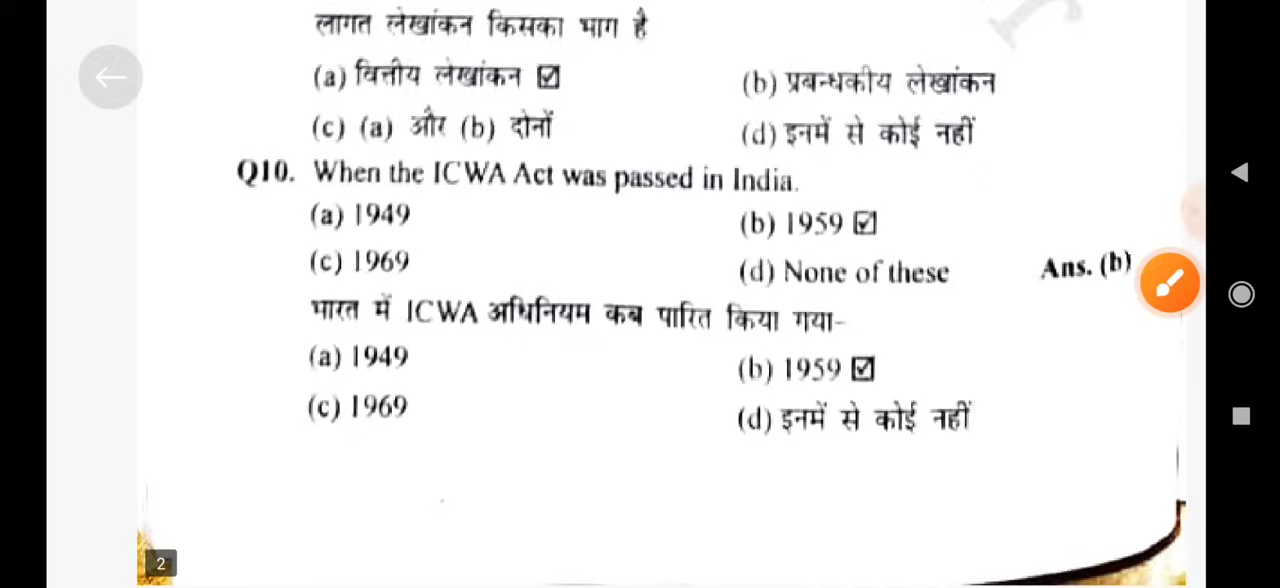 लागत लेखांकन किसका भाग है
(a) वित्तीय लेखांकन ☑ (b) प्रबन्धकीय लेखांकन
(c) (a) और (b) दोनों (d) इनमें से कोई नहीं
Q10. When the ICWA Act was passed in India.
(a) 1949 (b) 1959 ☑
(c) 1969 (d) None of these Ans. (b)
भारत में ICWA अधिनियम कब पारित किया गया-
(a) 1949 (b) 1959 ☑
(c) 1969 (d) इनमें से कोई नहीं
2